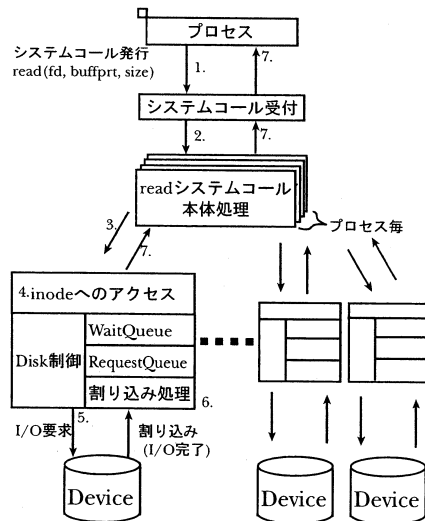 プロセス
システムコール発行
read(fd, buffprt, size)
1.
7.
システムコール受付
2.
7.
readシステムコール
本体処理
プロセス毎
3.
7.
4.inodeへのアクセス
Disk制御
WaitQueue
RequestQueue
割り込み処理
6.
5.
I/O要求
割り込み
(I/O完了)
Device
Device
Device